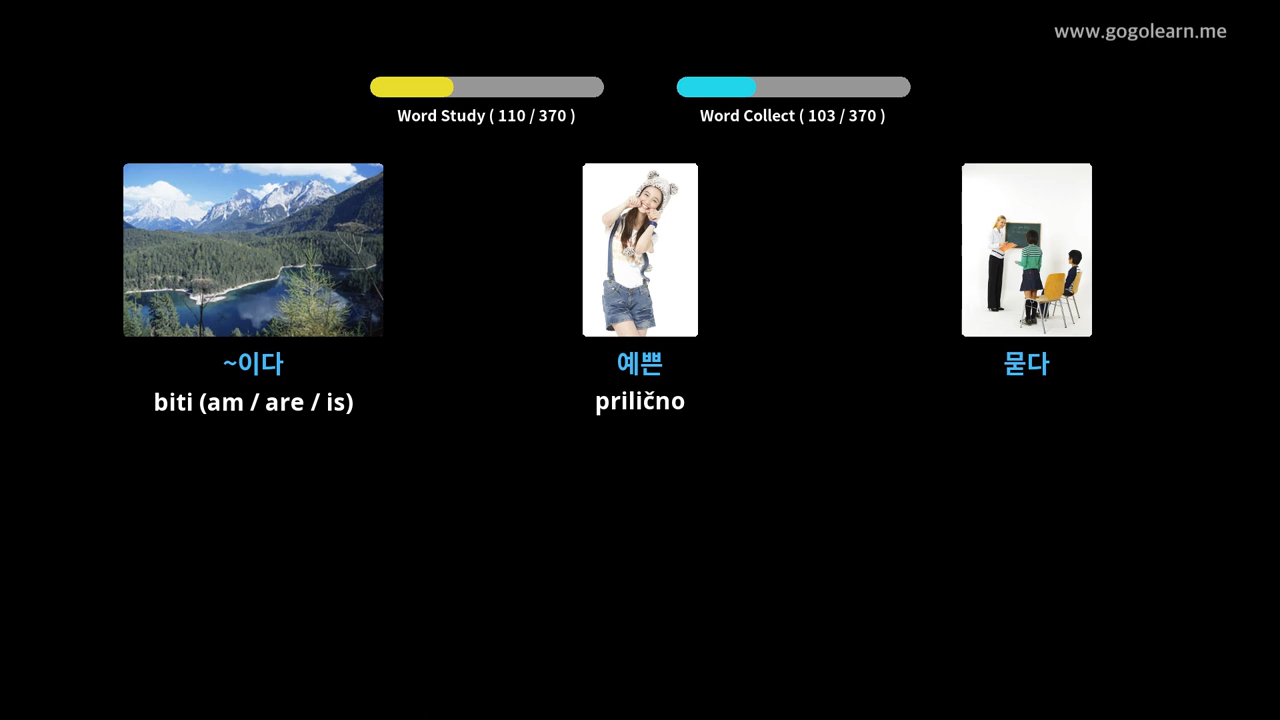 www.gogolearn.me
Word Study ( 110 / 370 )
Word Collect ( 103 / 370 )
~이다
예쁜
묻다
biti (am / are / is)
prilično